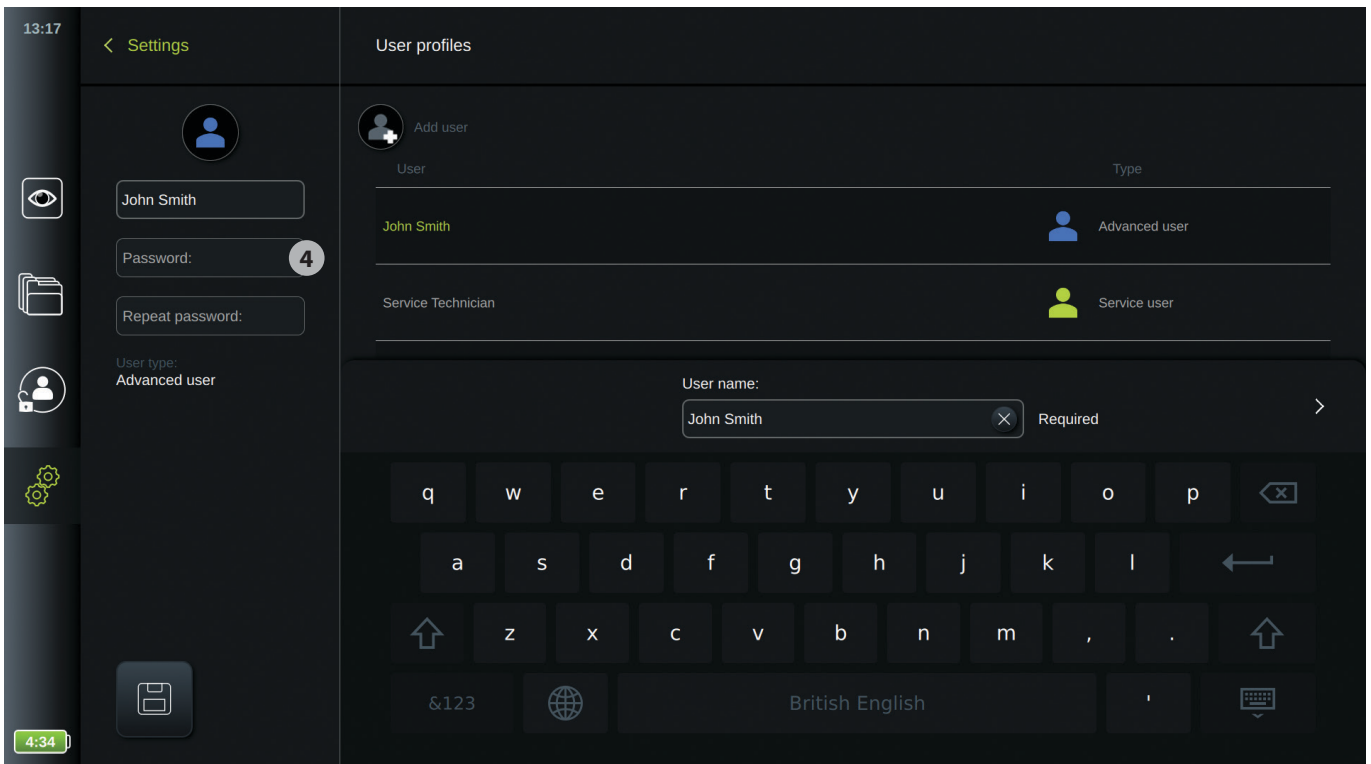 13:17
Settings
User profiles
Add user
User Type
John Smith
John Smith Advanced user
Password: 4
Service Technician Service user
Repeat password:
User type:
Advanced user
User name:
John Smith Required
q w e r t y u i o p
a s d f g h j k l
z x c v b n m , .
&123 British English '
4:34